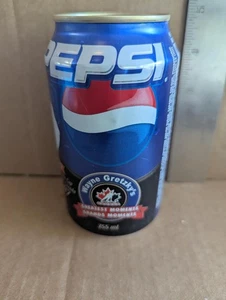 PEPSI
Wayne Gretzky's
GREATEST MOMENTS
GRANDS MOMENTS
355 ml